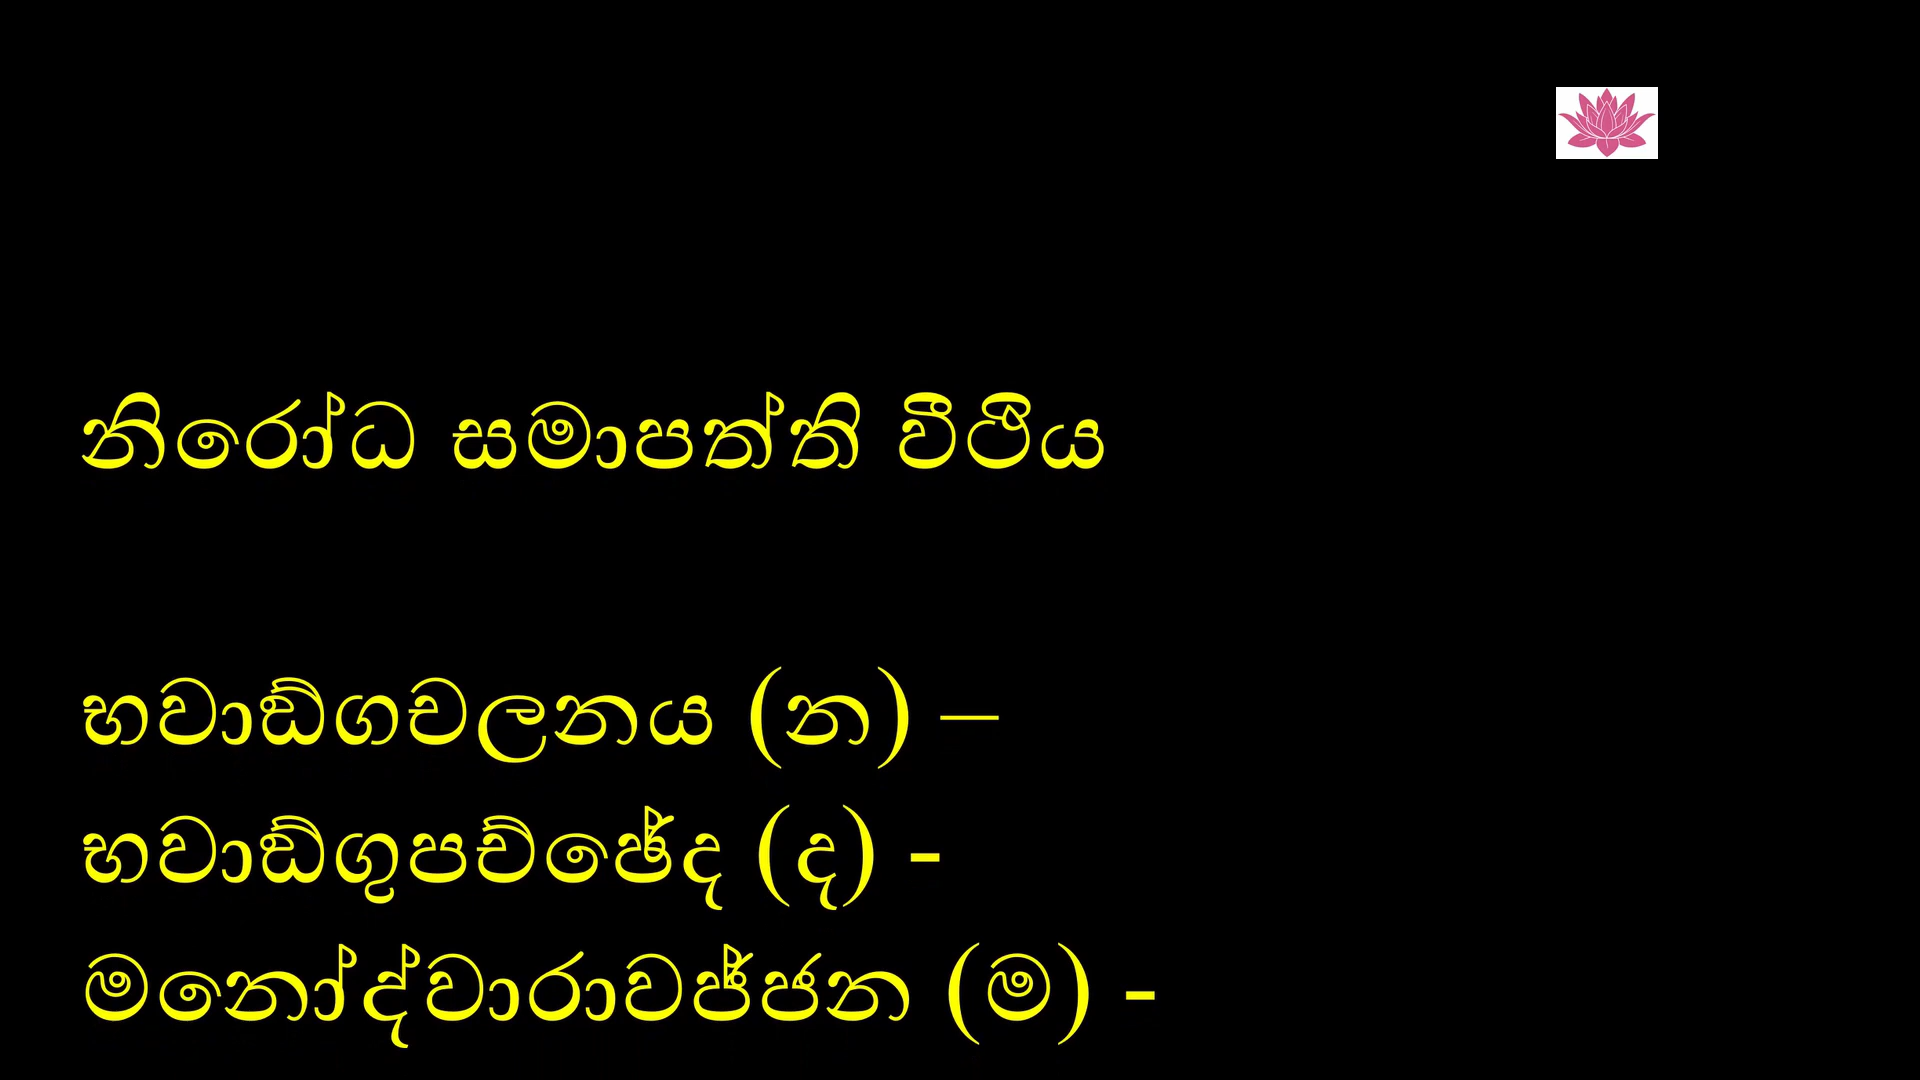 නිරෝධ සමාපත්ති වීථිය
භවාඞ්ගචලනය (න) –
භවාඞ්ගුපච්ඡේද (ද) -
මනෝද්වාරාවජ්ජන (ම) -